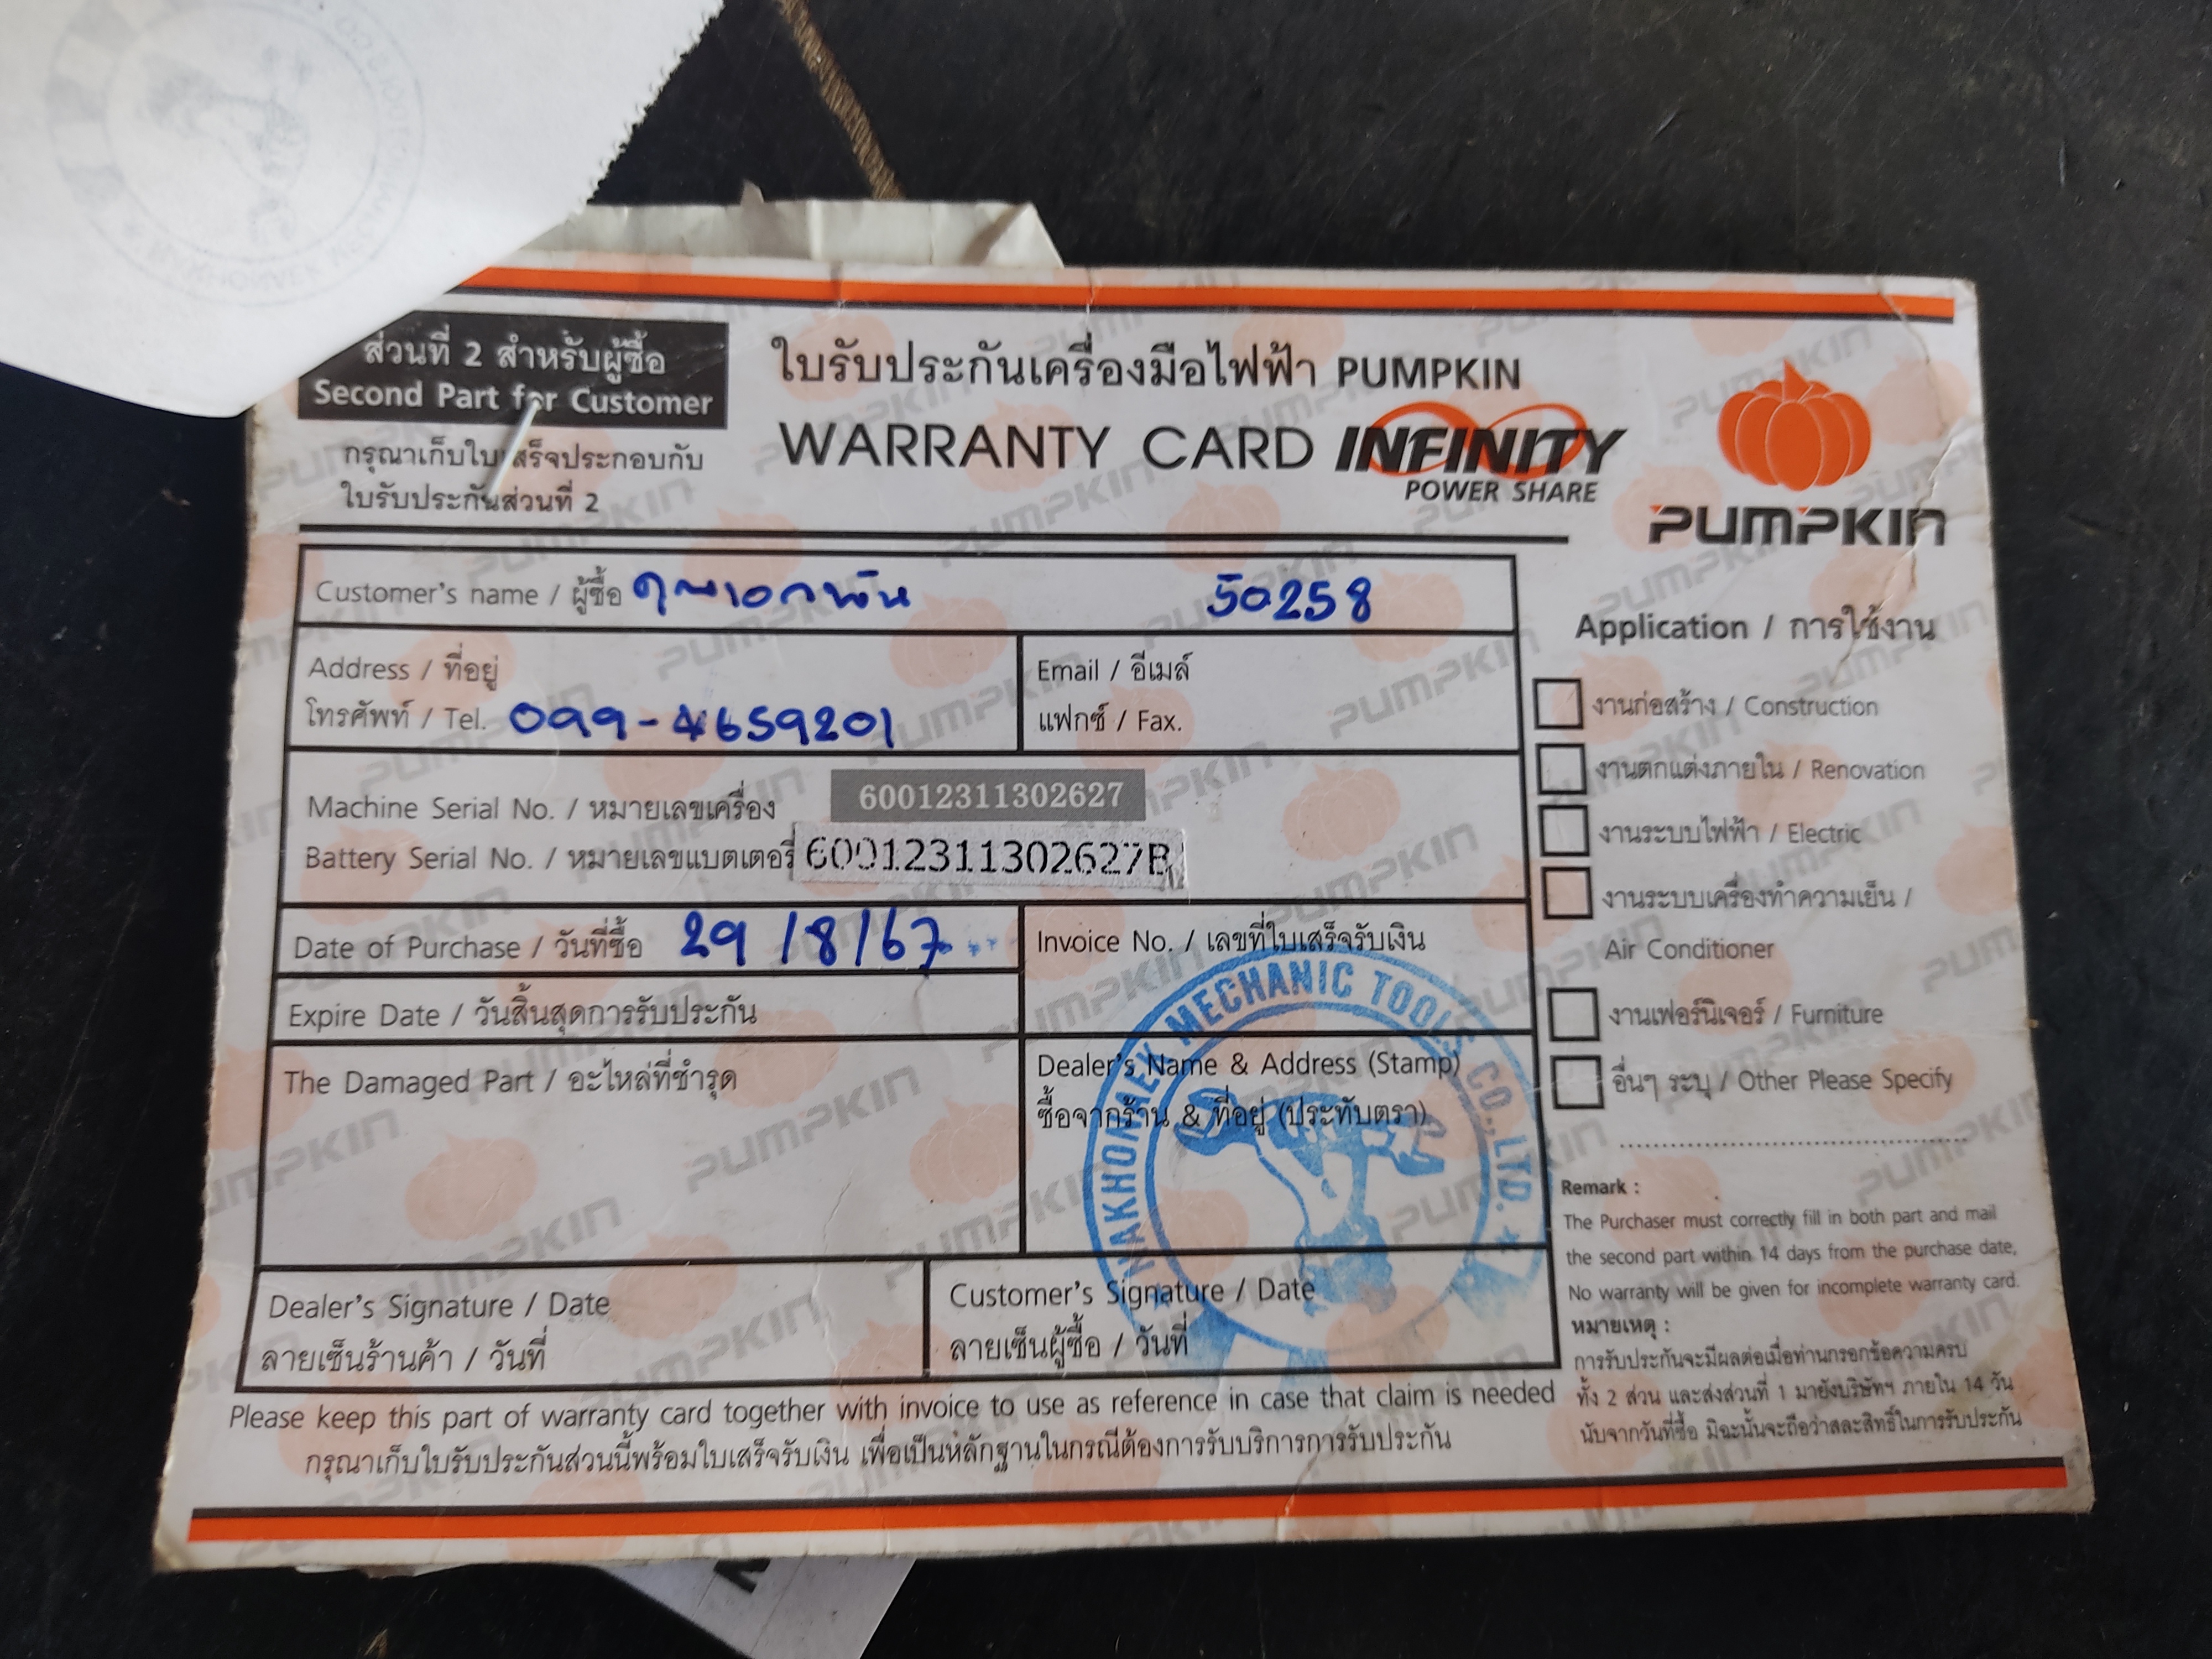 ส่วนที่ 2 สำหรับผู้ซื้อ
Second Part for Customer
กรุณาเก็บใบเสร็จประกอบกับ
ใบรับประกันส่วนที่ 2
ใบรับประกันเครื่องมือไฟฟ้า PUMPKIN
WARRANTY CARD INFINITY
POWER SHARE
PUMPKIN
Customer's name / ผู้ซื้อ คุณเอกพัน 50258
Address / ที่อยู่
โทรศัพท์ / Tel. 099-4659201
Email / อีเมล์
แฟกซ์ / Fax.
Machine Serial No. / หมายเลขเครื่อง 60012311302627
Battery Serial No. / หมายเลขแบตเตอรี่ 60012311302627B
Date of Purchase / วันที่ซื้อ 29/8/67
Invoice No. / เลขที่ใบเสร็จรับเงิน
Expire Date / วันสิ้นสุดการรับประกัน
The Damaged Part / อะไหล่ที่ชำรุด
Dealer's Name & Address (Stamp)
ซื้อจากร้าน & ที่อยู่ (ประทับตรา)
NAKHONAEK MECHANIC TOOLS CO., LTD.
Dealer's Signature / Date
ลายเซ็นร้านค้า / วันที่
Customer's Signature / Date
ลายเซ็นผู้ซื้อ / วันที่
Please keep this part of warranty card together with invoice to use as reference in case that claim is needed
กรุณาเก็บใบรับประกันส่วนนี้พร้อมใบเสร็จรับเงิน เพื่อเป็นหลักฐานในกรณีต้องการรับบริการการรับประกัน
Application / การใช้งาน
งานก่อสร้าง / Construction
งานตกแต่งภายใน / Renovation
งานระบบไฟฟ้า / Electric
งานระบบเครื่องทำความเย็น /
Air Conditioner
งานเฟอร์นิเจอร์ / Furniture
อื่นๆ ระบุ / Other Please Specify
Remark :
The Purchaser must correctly fill in both part and mail
the second part within 14 days from the purchase date,
No warranty will be given for incomplete warranty card.
หมายเหตุ :
การรับประกันจะมีผลต่อเมื่อท่านกรอกข้อความครบ
ทั้ง 2 ส่วน และส่งส่วนที่ 1 มายังบริษัทฯ ภายใน 14 วัน
นับจากวันที่ซื้อ มิฉะนั้นจะถือว่าสละสิทธิ์ในการรับประกัน